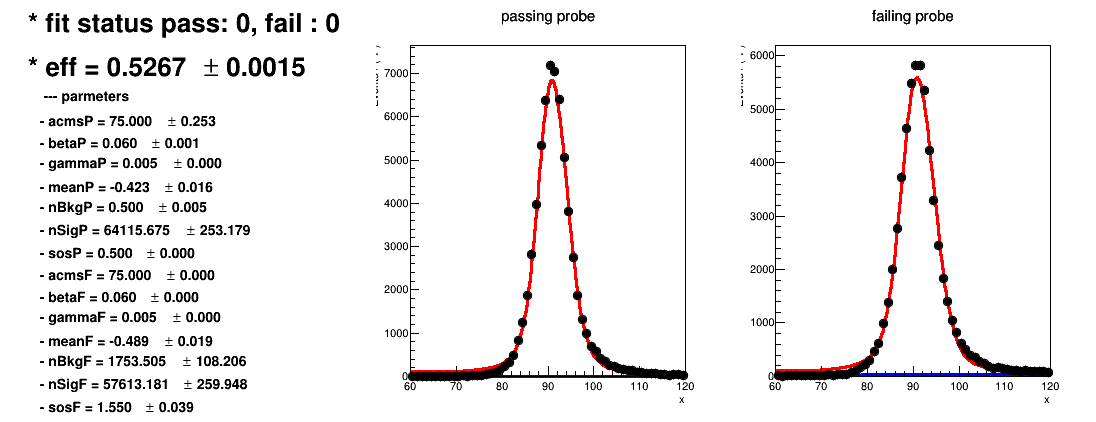 * fit status pass: 0, fail : 0
* eff = 0.5267 ± 0.0015
--- parmeters
- acmsP = 75.000 ± 0.253
- betaP = 0.060 ± 0.001
- gammaP = 0.005 ± 0.000
- meanP = -0.423 ± 0.016
- nBkgP = 0.500 ± 0.005
- nSigP = 64115.675 ± 253.179
- sosP = 0.500 ± 0.000
- acmsF = 75.000 ± 0.000
- betaF = 0.060 ± 0.000
- gammaF = 0.005 ± 0.000
- meanF = -0.489 ± 0.019
- nBkgF = 1753.505 ± 108.206
- nSigF = 57613.181 ± 259.948
- sosF = 1.550 ± 0.039
passing probe
7000
6000
5000
4000
3000
2000
1000
0
60 70 80 90 100 110 120
x
failing probe
6000
5000
4000
3000
2000
1000
0
60 70 80 90 100 110 120
x